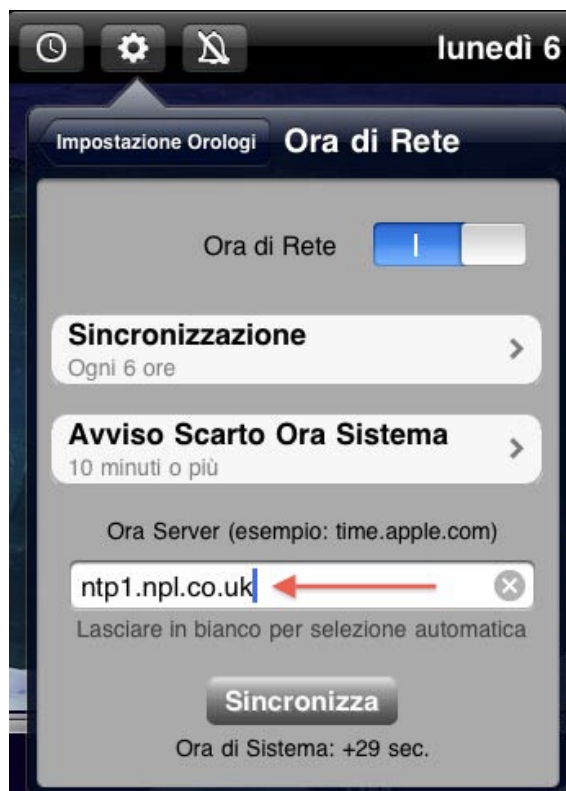 lunedì 6
Impostazione Orologi Ora di Rete
Ora di Rete
Sincronizzazione
Ogni 6 ore
Avviso Scarto Ora Sistema
10 minuti o più
Ora Server (esempio: time.apple.com)
ntp1.npl.co.uk
Lasciare in bianco per selezione automatica
Sincronizza
Ora di Sistema: +29 sec.